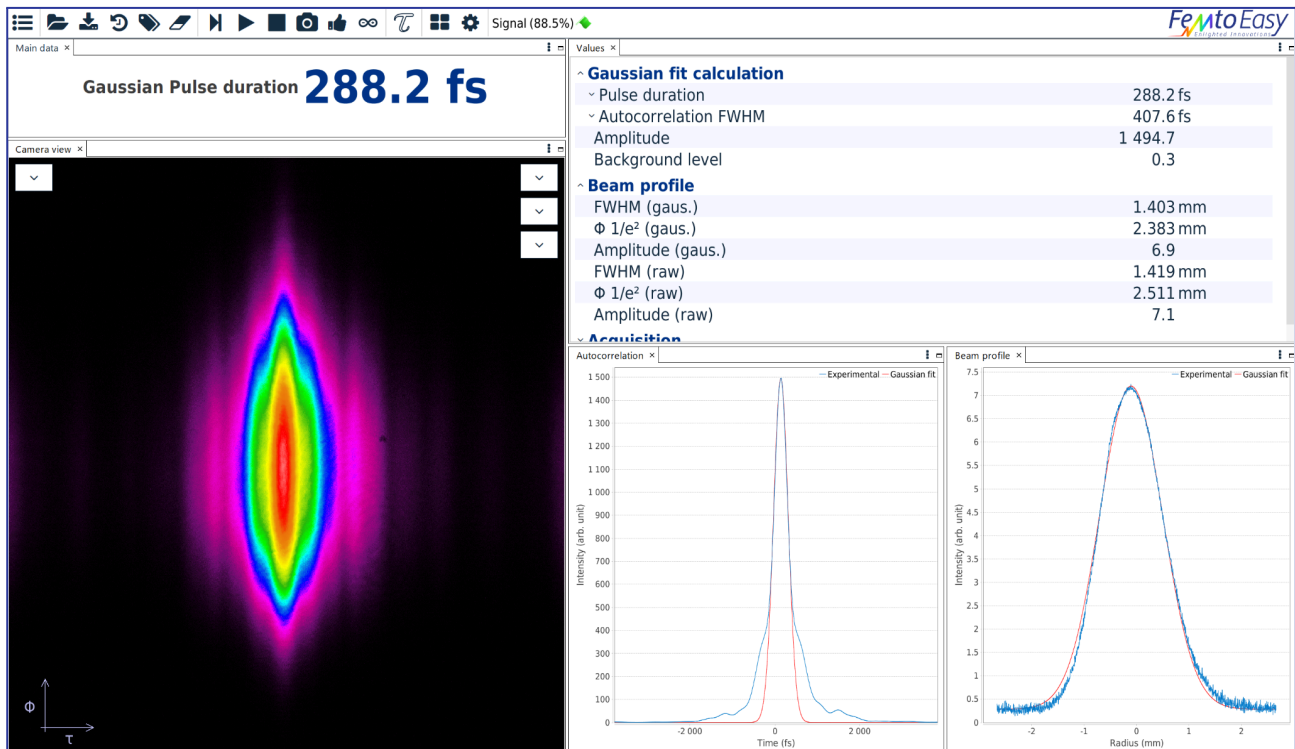 Signal (88.5%)
FemtoEasy
Enlighted Innovations
Main data ×
Gaussian Pulse duration 288.2 fs
Camera view ×
Φ
τ
Values ×
Gaussian fit calculation
Pulse duration 288.2 fs
Autocorrelation FWHM 407.6 fs
Amplitude 1 494.7
Background level 0.3
Beam profile
FWHM (gaus.) 1.403 mm
Φ 1/e² (gaus.) 2.383 mm
Amplitude (gaus.) 6.9
FWHM (raw) 1.419 mm
Φ 1/e² (raw) 2.511 mm
Amplitude (raw) 7.1
Acquisition
Autocorrelation ×
Experimental Gaussian fit
1 500
1 400
1 300
1 200
1 100
1 000
900
800
700
600
500
400
300
200
100
0
Intensity (arb. unit)
-2 000 0 2 000
Time (fs)
Beam profile ×
Experimental Gaussian fit
7.5
7
6.5
6
5.5
5
4.5
4
3.5
3
2.5
2
1.5
1
0.5
0
Intensity (arb. unit)
-2 -1 0 1 2
Radius (mm)